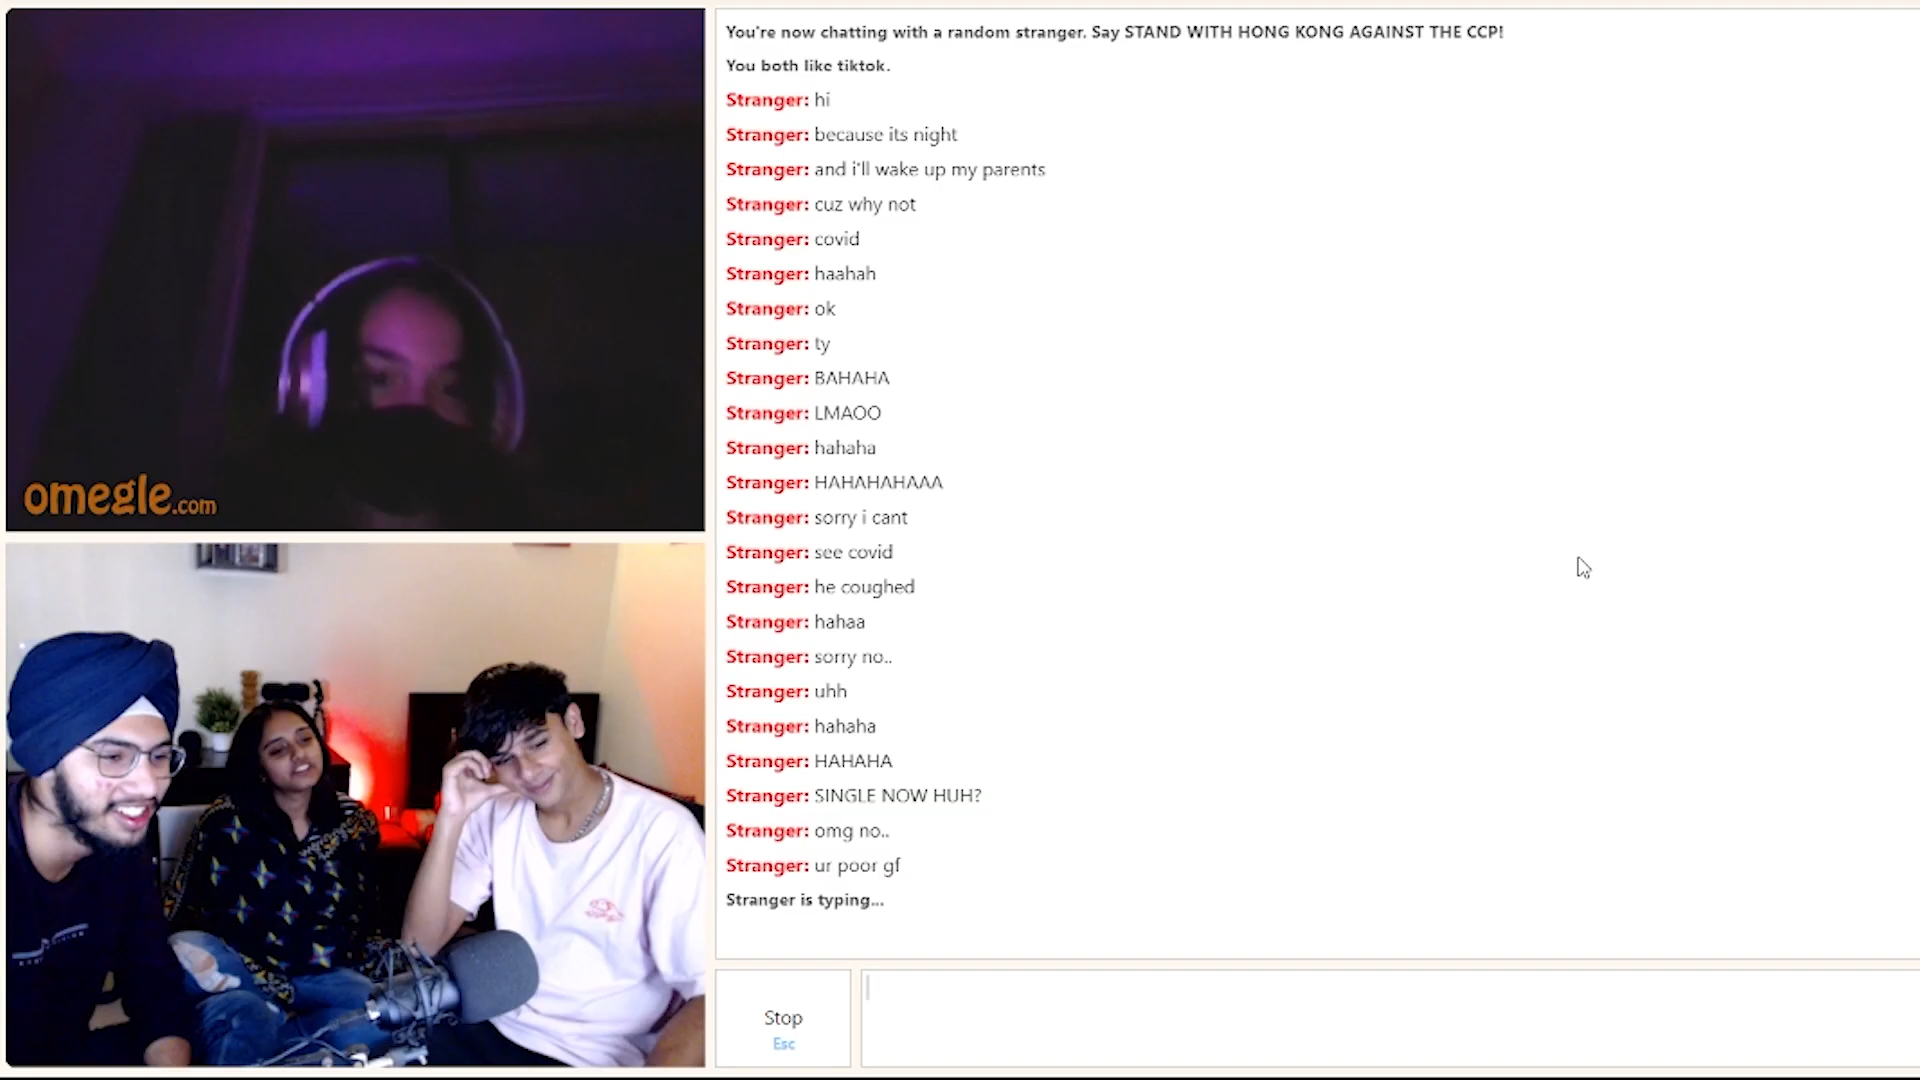 You're now chatting with a random stranger. Say STAND WITH HONG KONG AGAINST THE CCP!
You both like tiktok.
Stranger: hi
Stranger: because its night
Stranger: and i'll wake up my parents
Stranger: cuz why not
Stranger: covid
Stranger: haahah
Stranger: ok
Stranger: ty
Stranger: BAHAHA
Stranger: LMAOO
Stranger: hahaha
Stranger: HAHAHAHAAA
Stranger: sorry i cant
Stranger: see covid
Stranger: he coughed
Stranger: hahaa
Stranger: sorry no..
Stranger: uhh
Stranger: hahaha
Stranger: HAHAHA
Stranger: SINGLE NOW HUH?
Stranger: omg no..
Stranger: ur poor gf
Stranger is typing...
Stop
Esc
omegle.com